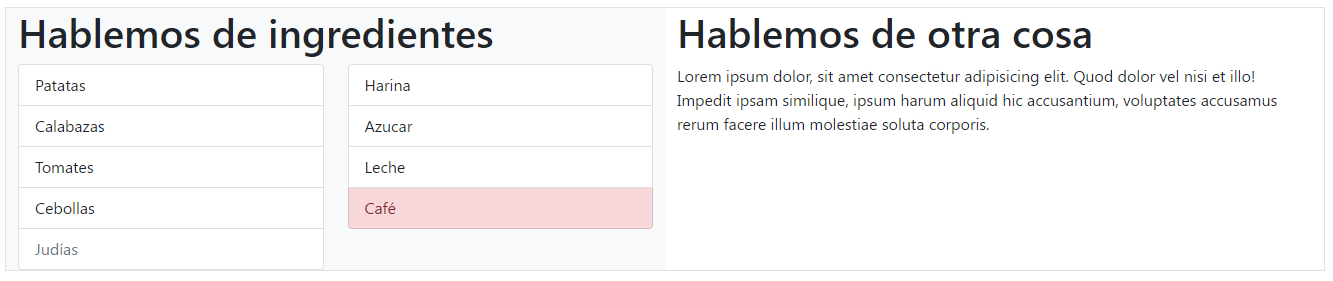 Hablemos de ingredientes
Patatas
Calabazas
Tomates
Cebollas
Judías
Harina
Azucar
Leche
Café
Hablemos de otra cosa
Lorem ipsum dolor, sit amet consectetur adipisicing elit. Quod dolor vel nisi et illo!
Impedit ipsam similique, ipsum harum aliquid hic accusantium, voluptates accusamus
rerum facere illum molestiae soluta corporis.